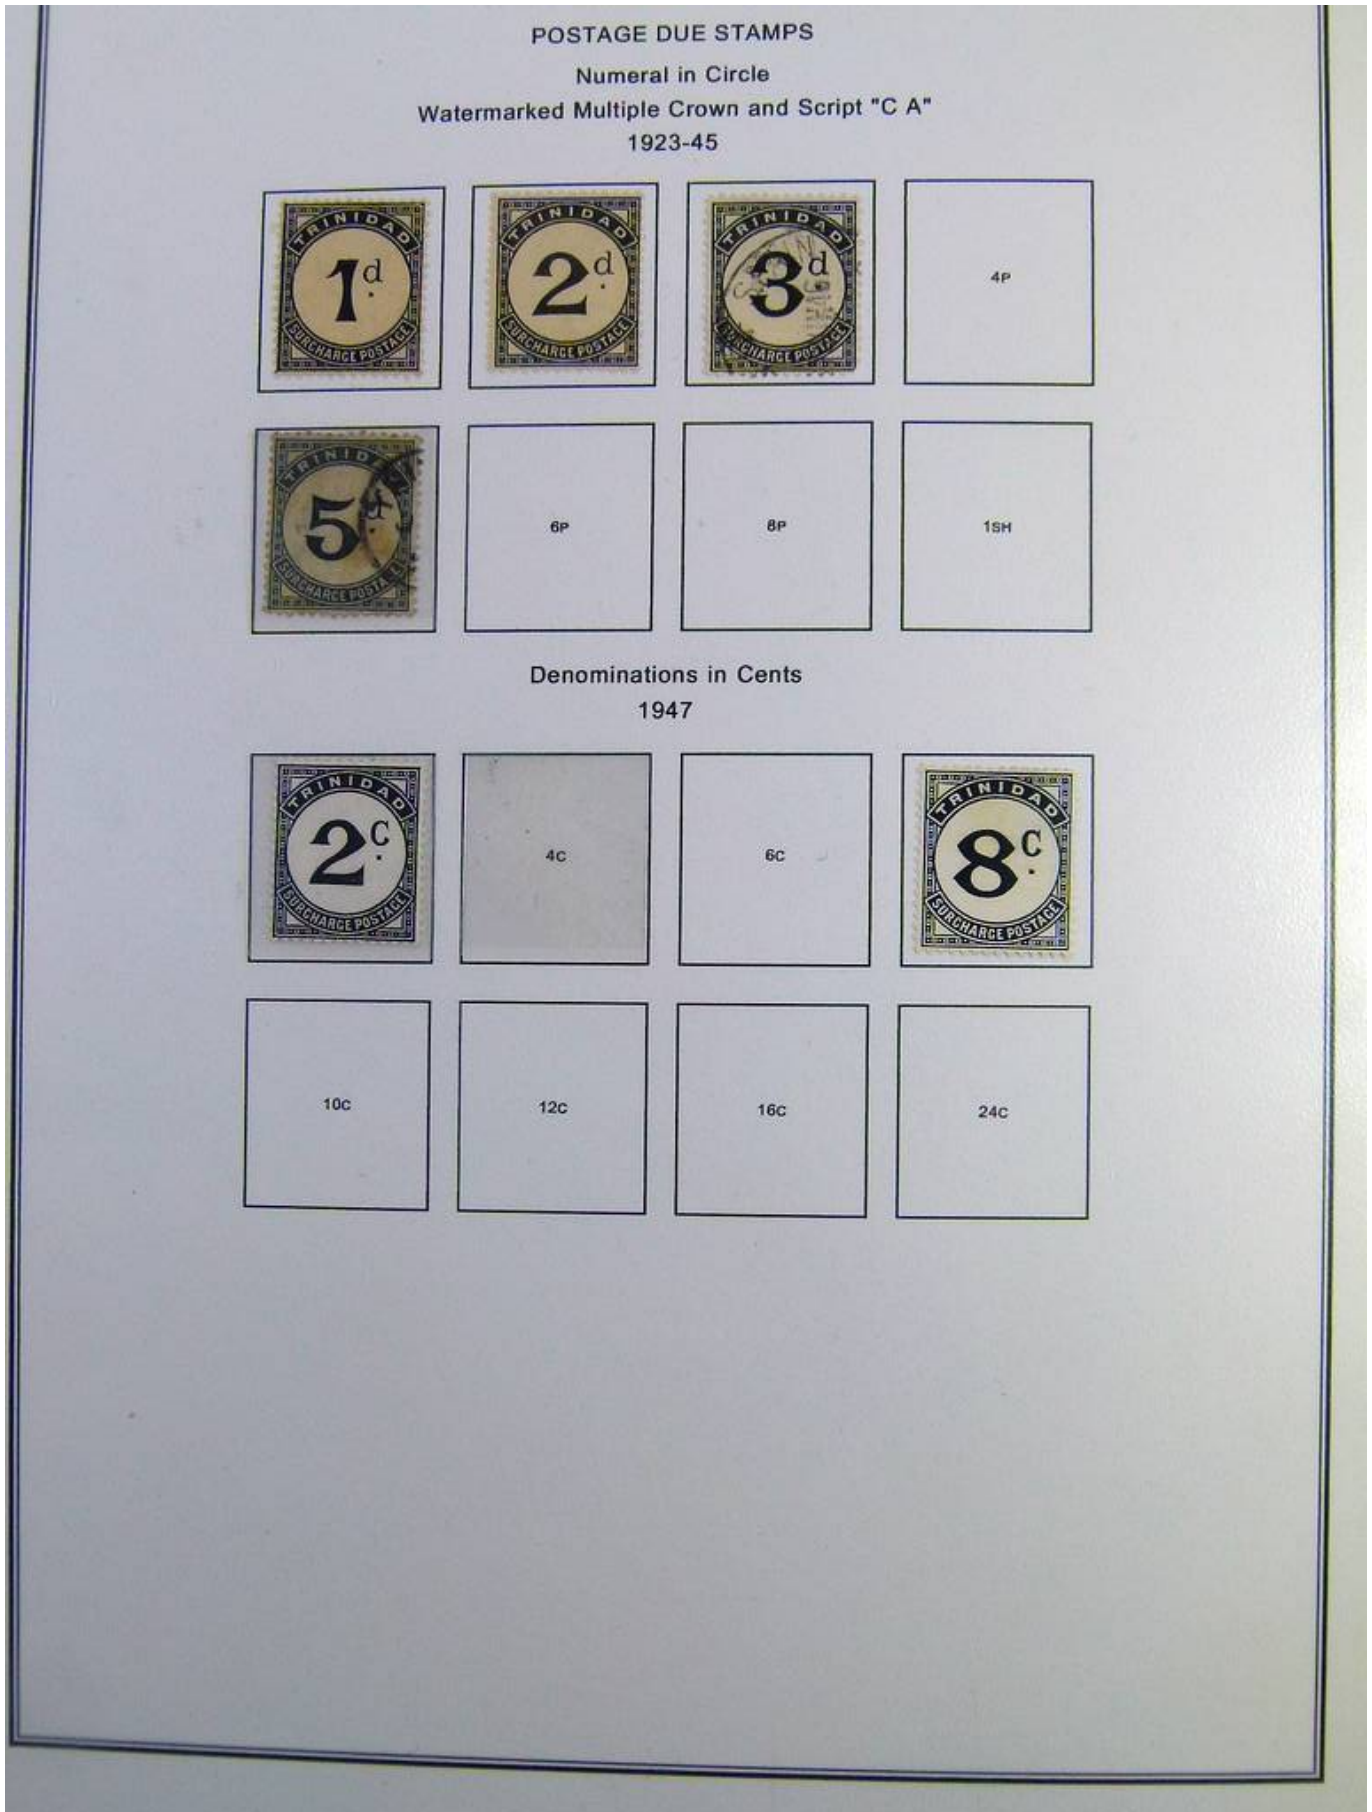 POSTAGE DUE STAMPS
Numeral in Circle
Watermarked Multiple Crown and Script "C A"
1923-45
TRINIDAD
1d.
SURCHARGE POSTAGE
TRINIDAD
2d.
SURCHARGE POSTAGE
TRINIDAD
3d
SURCHARGE POSTAGE
4P
TRINID
5d.
SURCHARGE POSTA
6P
8P
1SH
Denominations in Cents
1947
TRINIDAD
2c.
SURCHARGE POSTAGE
4C
6C
TRINIDAD
8c.
SURCHARGE POSTAGE
10C
12C
16C
24C